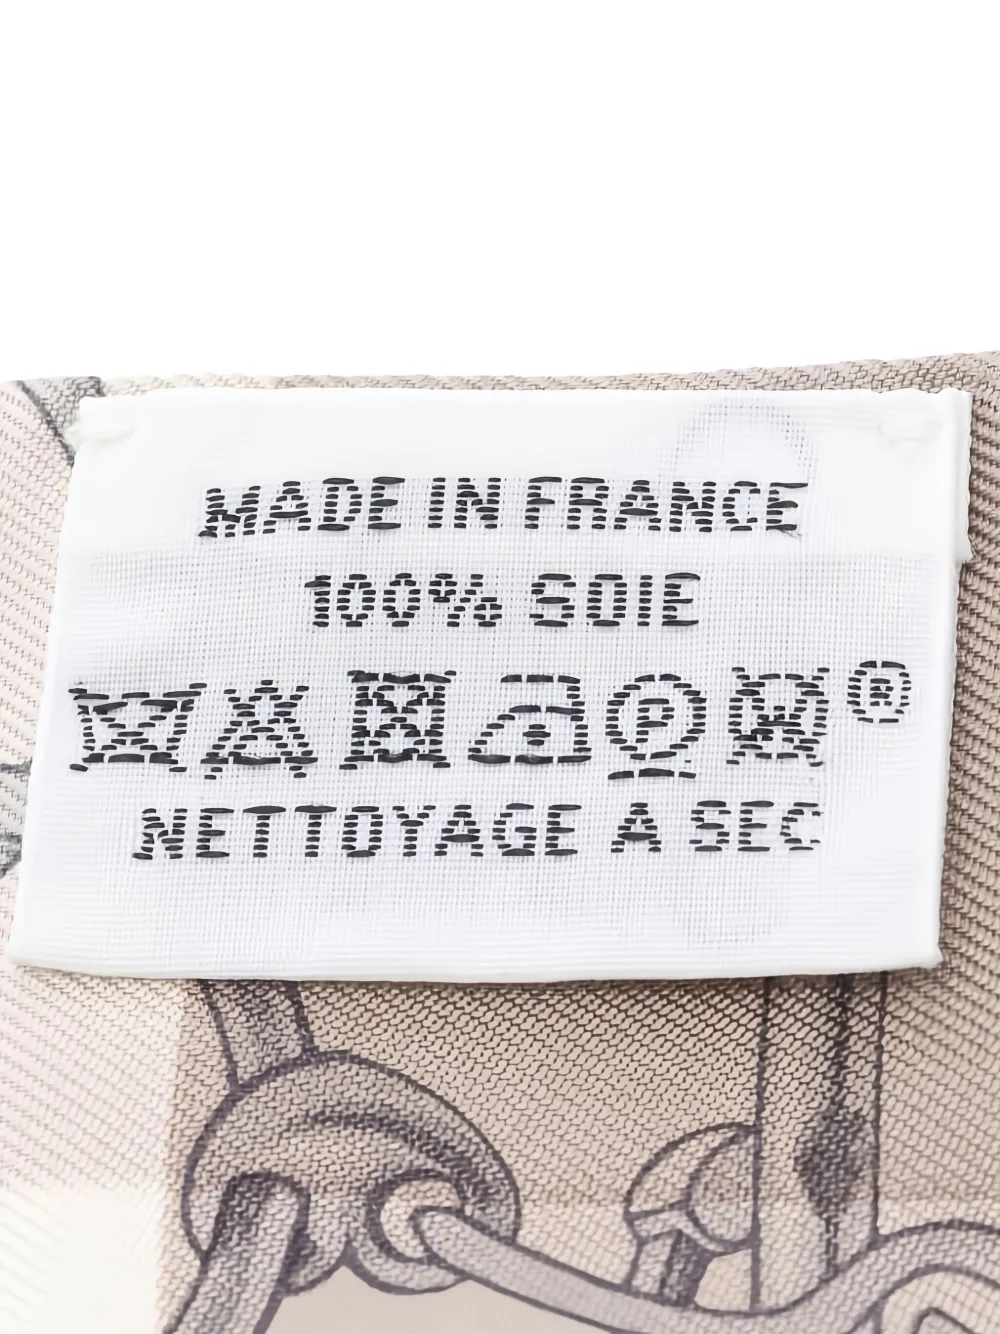 MADE IN FRANCE
100% SOIE
P W ®
NETTOYAGE A SEC